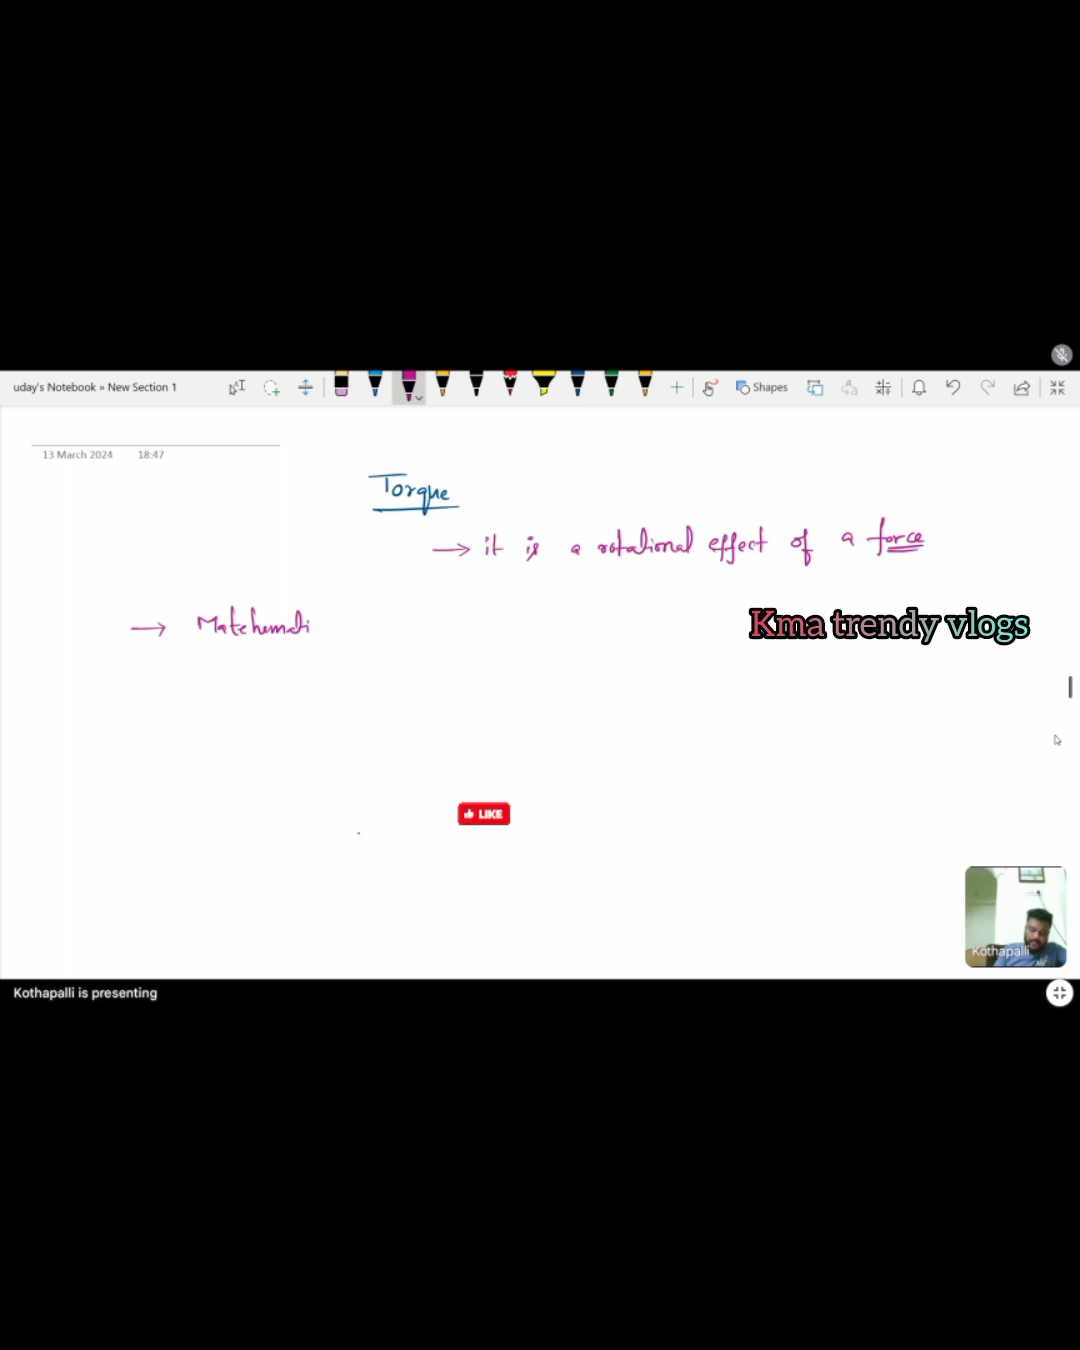 uday's Notebook » New Section 1
Shapes
13 March 2024 18:47
Torque
→ it is a rotational effect of a force
→ Matehemati
Kma trendy vlogs
LIKE
Kothapalli
Kothapalli is presenting